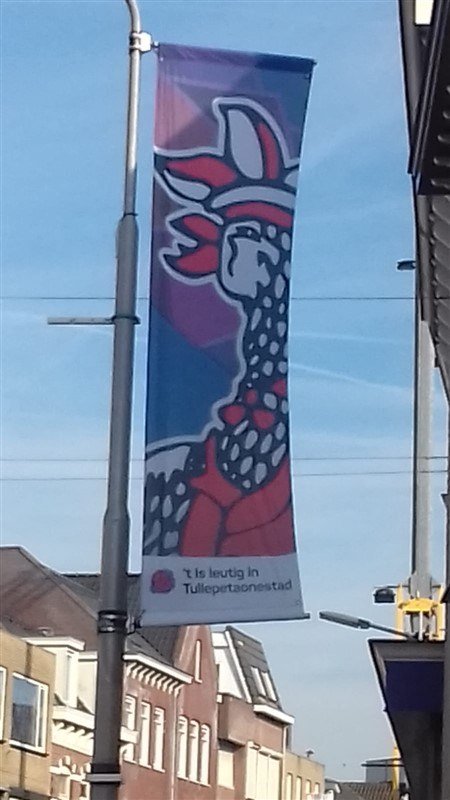 't is leutig in
Tullepetaonestad